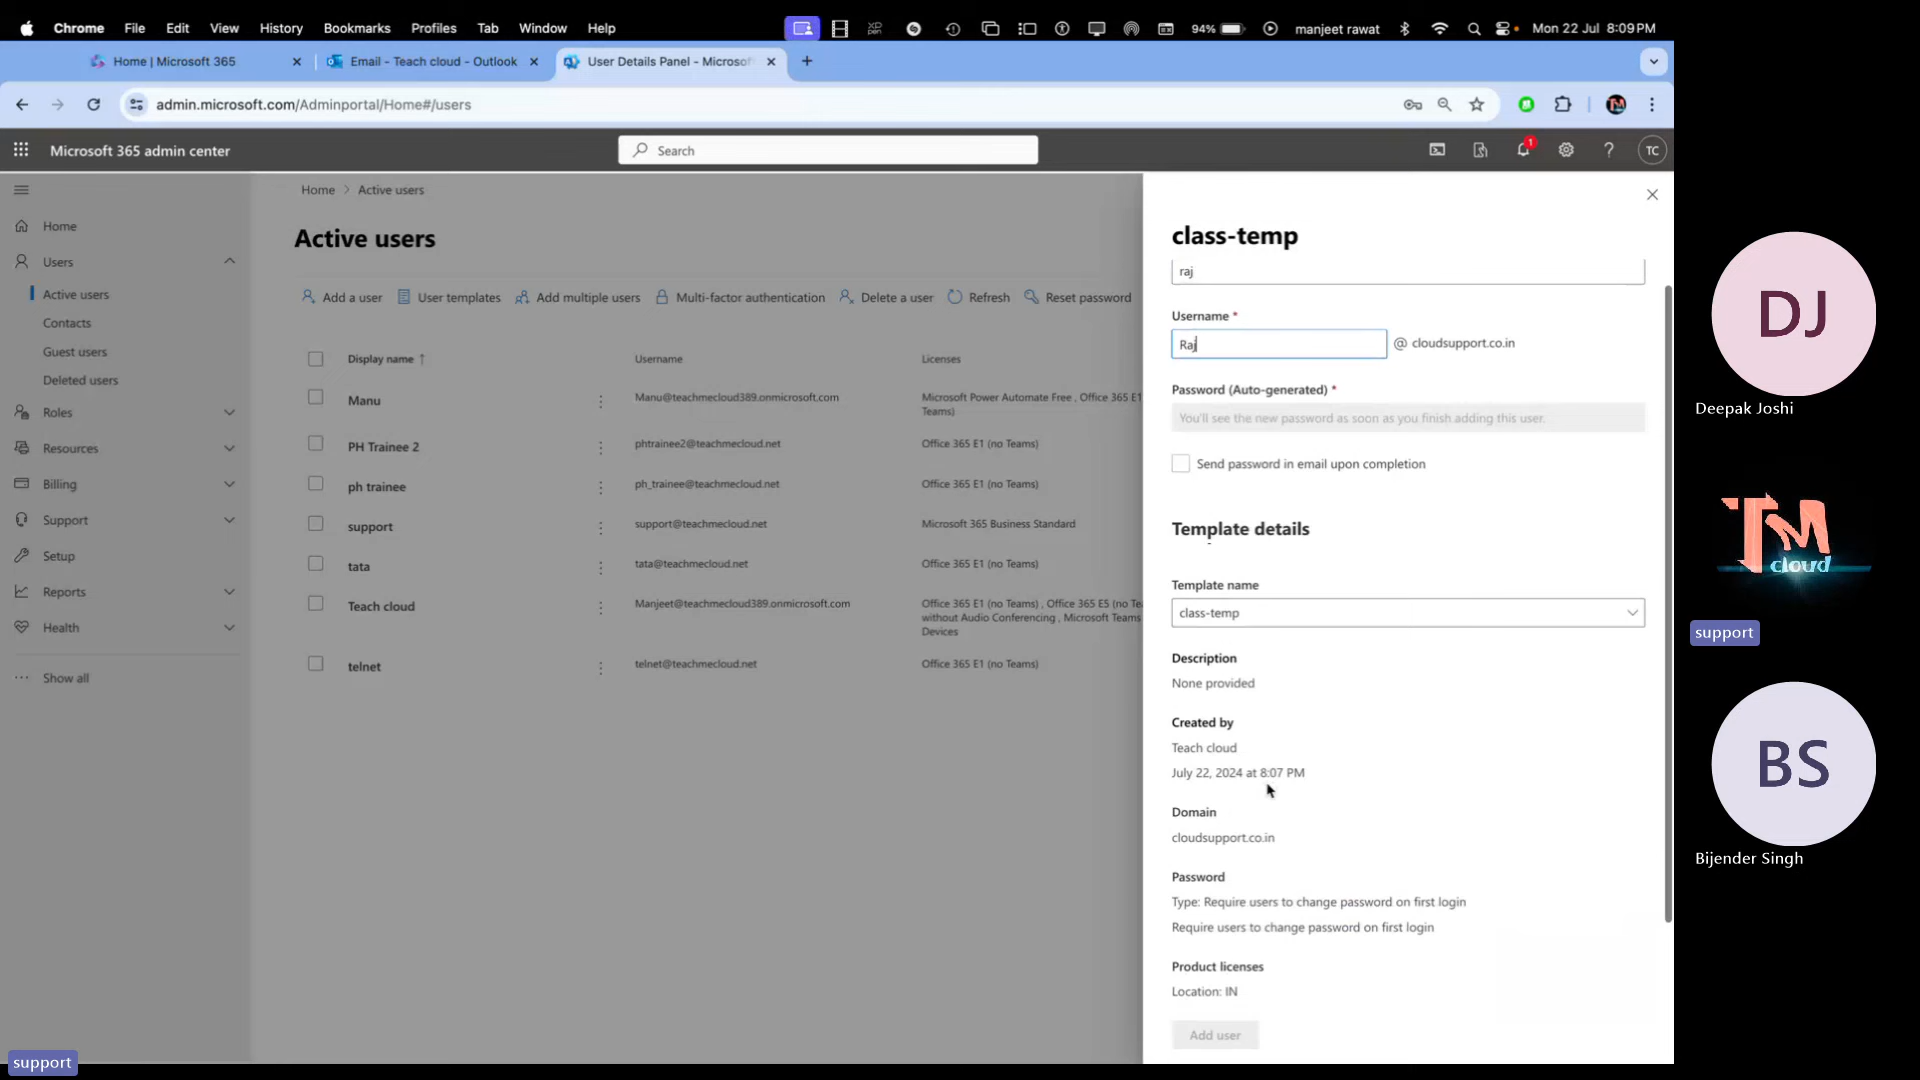 Chrome File Edit View History Bookmarks Profiles Tab Window Help
XP pen
94%
manjeet rawat
Mon 22 Jul 8:09 PM
Home | Microsoft 365
Email - Teach cloud - Outlook
User Details Panel - Microsof
admin.microsoft.com/Adminportal/Home#/users
Microsoft 365 admin center
Search
1
TC
Home
Users
Active users
Contacts
Guest users
Deleted users
Roles
Resources
Billing
Support
Setup
Reports
Health
Show all
Home > Active users
Active users
Add a user User templates Add multiple users Multi-factor authentication Delete a user Refresh Reset password
Display name ↑ Username Licenses
Manu Manu@teachmecloud389.onmicrosoft.com Microsoft Power Automate Free , Office 365 E1
Teams)
PH Trainee 2 phtrainee2@teachmecloud.net Office 365 E1 (no Teams)
ph trainee ph_trainee@teachmecloud.net Office 365 E1 (no Teams)
support support@teachmecloud.net Microsoft 365 Business Standard
tata tata@teachmecloud.net Office 365 E1 (no Teams)
Teach cloud Manjeet@teachmecloud389.onmicrosoft.com Office 365 E1 (no Teams) , Office 365 E5 (no Te
without Audio Conferencing , Microsoft Teams
Devices
telnet telnet@teachmecloud.net Office 365 E1 (no Teams)
class-temp
raj
Username *
Raj @ cloudsupport.co.in
Password (Auto-generated) *
You'll see the new password as soon as you finish adding this user.
Send password in email upon completion
Template details
Template name
class-temp
Description
None provided
Created by
Teach cloud
July 22, 2024 at 8:07 PM
Domain
cloudsupport.co.in
Password
Type: Require users to change password on first login
Require users to change password on first login
Product licenses
Location: IN
Add user
DJ
Deepak Joshi
TM
cloud
support
BS
Bijender Singh
support